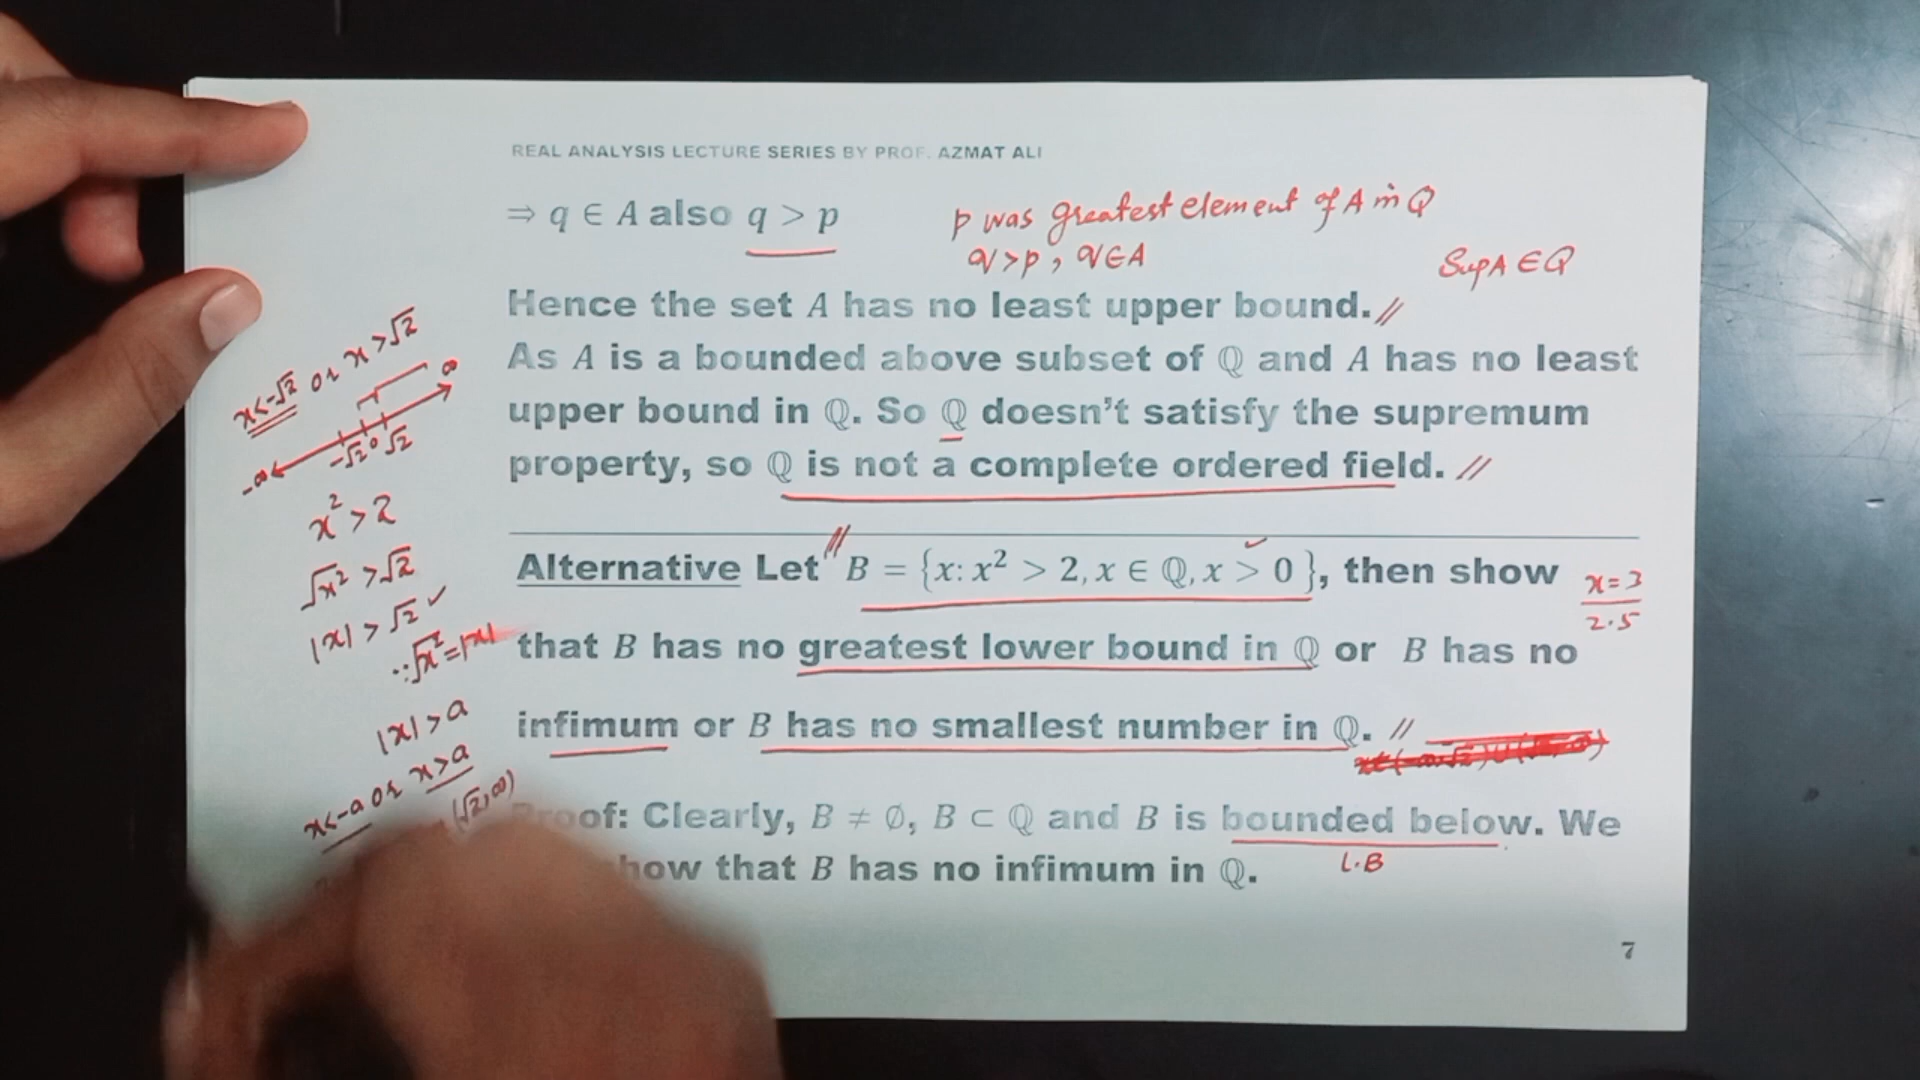 REAL ANALYSIS LECTURE SERIES BY PROF. AZMAT ALI
⇒ q ∈ A also q > p
p was greatest element of A in Q
q > p , q ∈ A
Sup A ∈ Q
Hence the set A has no least upper bound. //
As A is a bounded above subset of ℚ and A has no least
upper bound in ℚ. So ℚ doesn't satisfy the supremum
property, so ℚ is not a complete ordered field. //
x<-√2 or x>√2
-∞ -√2 0 √2 ∞
x² > 2
√x² > √2
|x| > √2 ✓
∵ √x² = |x|
|x| > a
x<-a or x>a
(√2, ∞)
Alternative Let B = {x: x² > 2, x ∈ ℚ, x > 0 }, then show
x = 3
2.5
that B has no greatest lower bound in ℚ or B has no
infimum or B has no smallest number in ℚ. //
Proof: Clearly, B ≠ ∅, B ⊂ ℚ and B is bounded below. We
L.B
show that B has no infimum in ℚ.
7